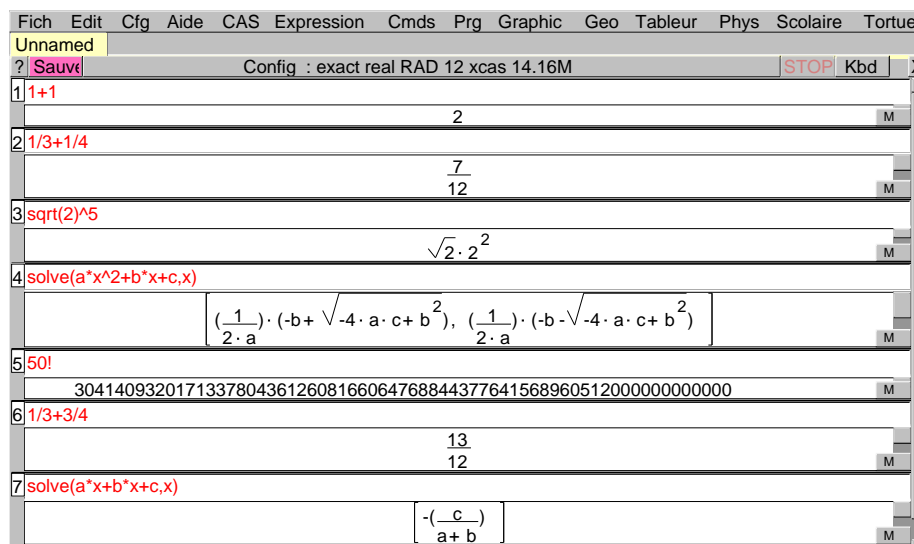 Fich Edit Cfg Aide CAS Expression Cmds Prg Graphic Geo Tableur Phys Scolaire Tortue
Unnamed
? Sauve Config : exact real RAD 12 xcas 14.16M STOP Kbd X
1 1+1
2 M
2 1/3+1/4
7
12 M
3 sqrt(2)^5
√2 · 2^2 M
4 solve(a*x^2+b*x+c,x)
[(1/(2·a))·(-b+ √(-4·a·c+ b^2)), (1/(2·a))·(-b-√(-4·a·c+ b^2))] M
5 50!
30414093201713378043612608166064768844377641568960512000000000000 M
6 1/3+3/4
13
12 M
7 solve(a*x+b*x+c,x)
[-(c/(a+ b))] M